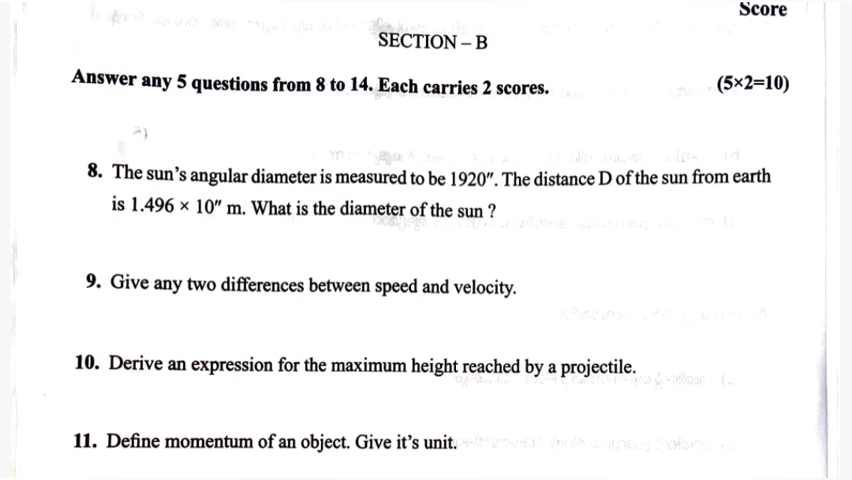 Score
SECTION – B
Answer any 5 questions from 8 to 14. Each carries 2 scores. (5×2=10)
8. The sun's angular diameter is measured to be 1920″. The distance D of the sun from earth
is 1.496 × 10″ m. What is the diameter of the sun ?
9. Give any two differences between speed and velocity.
10. Derive an expression for the maximum height reached by a projectile.
11. Define momentum of an object. Give it's unit.